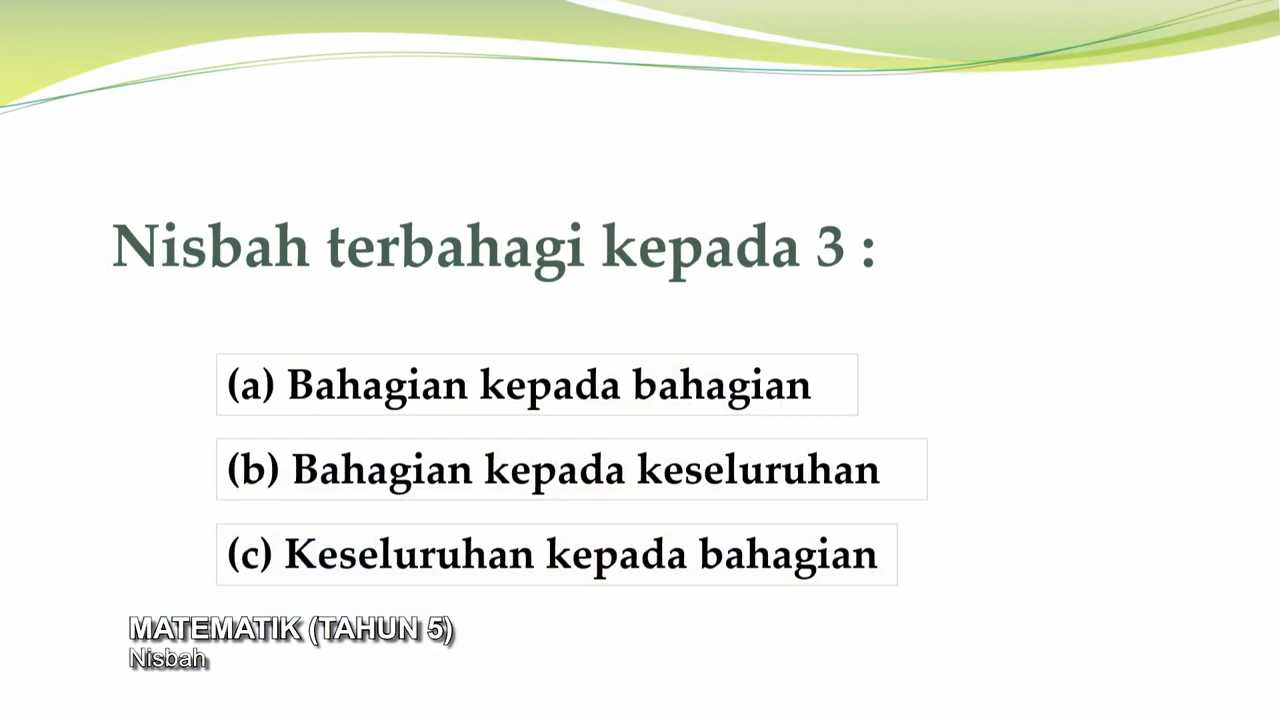 Nisbah terbahagi kepada 3 :
(a) Bahagian kepada bahagian
(b) Bahagian kepada keseluruhan
(c) Keseluruhan kepada bahagian
MATEMATIK (TAHUN 5)
Nisbah